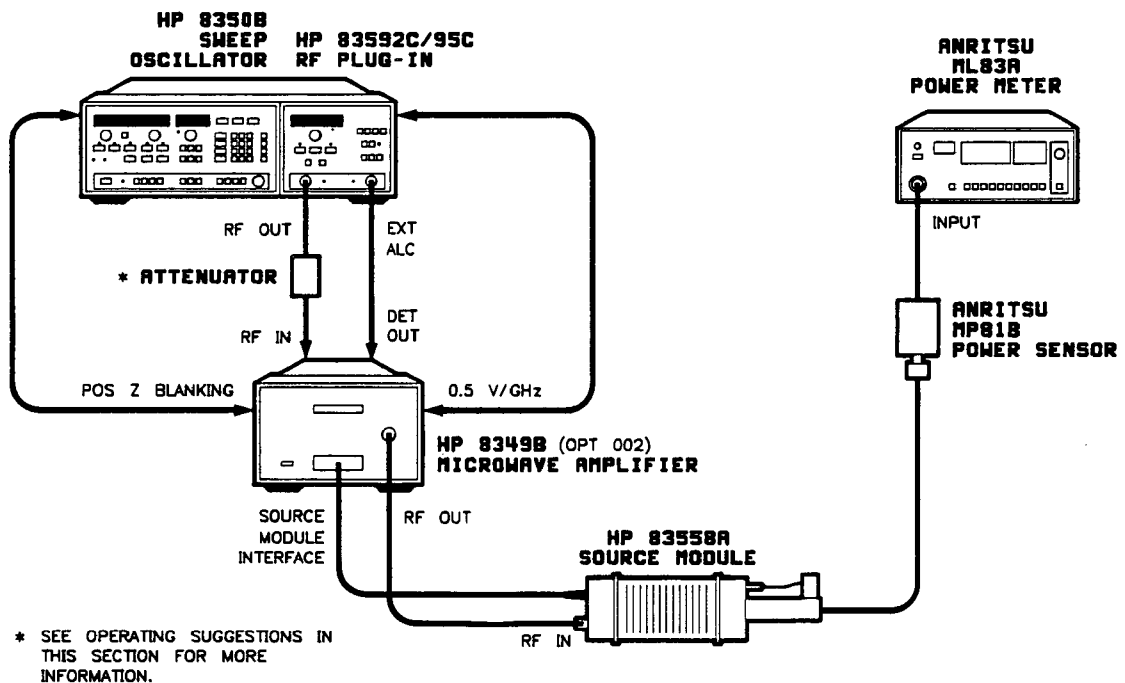 HP 8350B
SWEEP
OSCILLATOR
HP 83592C/95C
RF PLUG-IN
ANRITSU
ML83A
POWER METER
RF OUT
EXT
ALC
INPUT
* ATTENUATOR
RF IN
DET
OUT
ANRITSU
MP81B
POWER SENSOR
POS Z BLANKING
0.5 V/GHz
HP 8349B (OPT 002)
MICROWAVE AMPLIFIER
SOURCE
MODULE
INTERFACE
RF OUT
HP 83558A
SOURCE MODULE
RF IN
* SEE OPERATING SUGGESTIONS IN
THIS SECTION FOR MORE
INFORMATION.